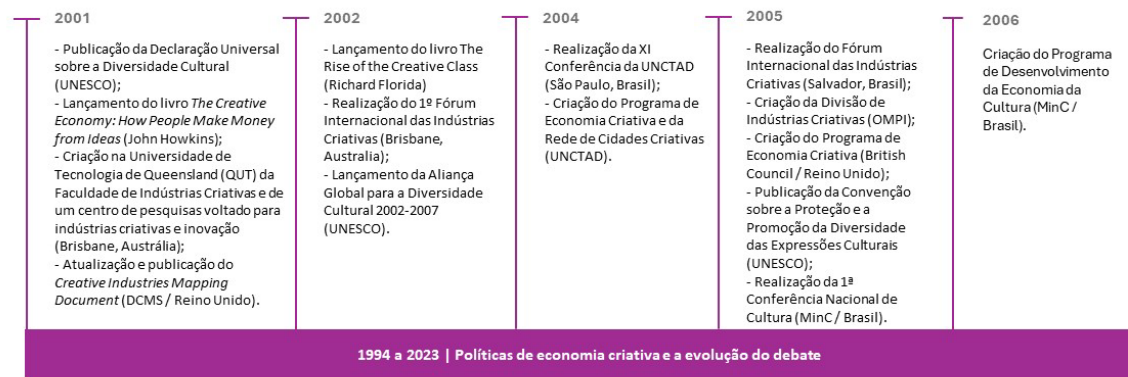 2001
- Publicação da Declaração Universal
sobre a Diversidade Cultural
(UNESCO);
- Lançamento do livro The Creative
Economy: How People Make Money
from Ideas (John Howkins);
- Criação na Universidade de
Tecnologia de Queensland (QUT) da
Faculdade de Indústrias Criativas e de
um centro de pesquisas voltado para
indústrias criativas e inovação
(Brisbane, Austrália);
- Atualização e publicação do
Creative Industries Mapping
Document (DCMS / Reino Unido).
2002
- Lançamento do livro The
Rise of the Creative Class
(Richard Florida)
- Realização do 1º Fórum
Internacional das Indústrias
Criativas (Brisbane,
Australia);
- Lançamento da Aliança
Global para a Diversidade
Cultural 2002-2007
(UNESCO).
2004
- Realização da XI
Conferência da UNCTAD
(São Paulo, Brasil);
- Criação do Programa de
Economia Criativa e da
Rede de Cidades Criativas
(UNCTAD).
2005
- Realização do Fórum
Internacional das Indústrias
Criativas (Salvador, Brasil);
- Criação da Divisão de
Indústrias Criativas (OMPI);
- Criação do Programa de
Economia Criativa (British
Council / Reino Unido);
- Publicação da Convenção
sobre a Proteção e a
Promoção da Diversidade
das Expressões Culturais
(UNESCO);
- Realização da 1ª
Conferência Nacional de
Cultura (MinC / Brasil).
2006
Criação do Programa
de Desenvolvimento
da Economia da
Cultura (MinC /
Brasil).
1994 a 2023 | Políticas de economia criativa e a evolução do debate